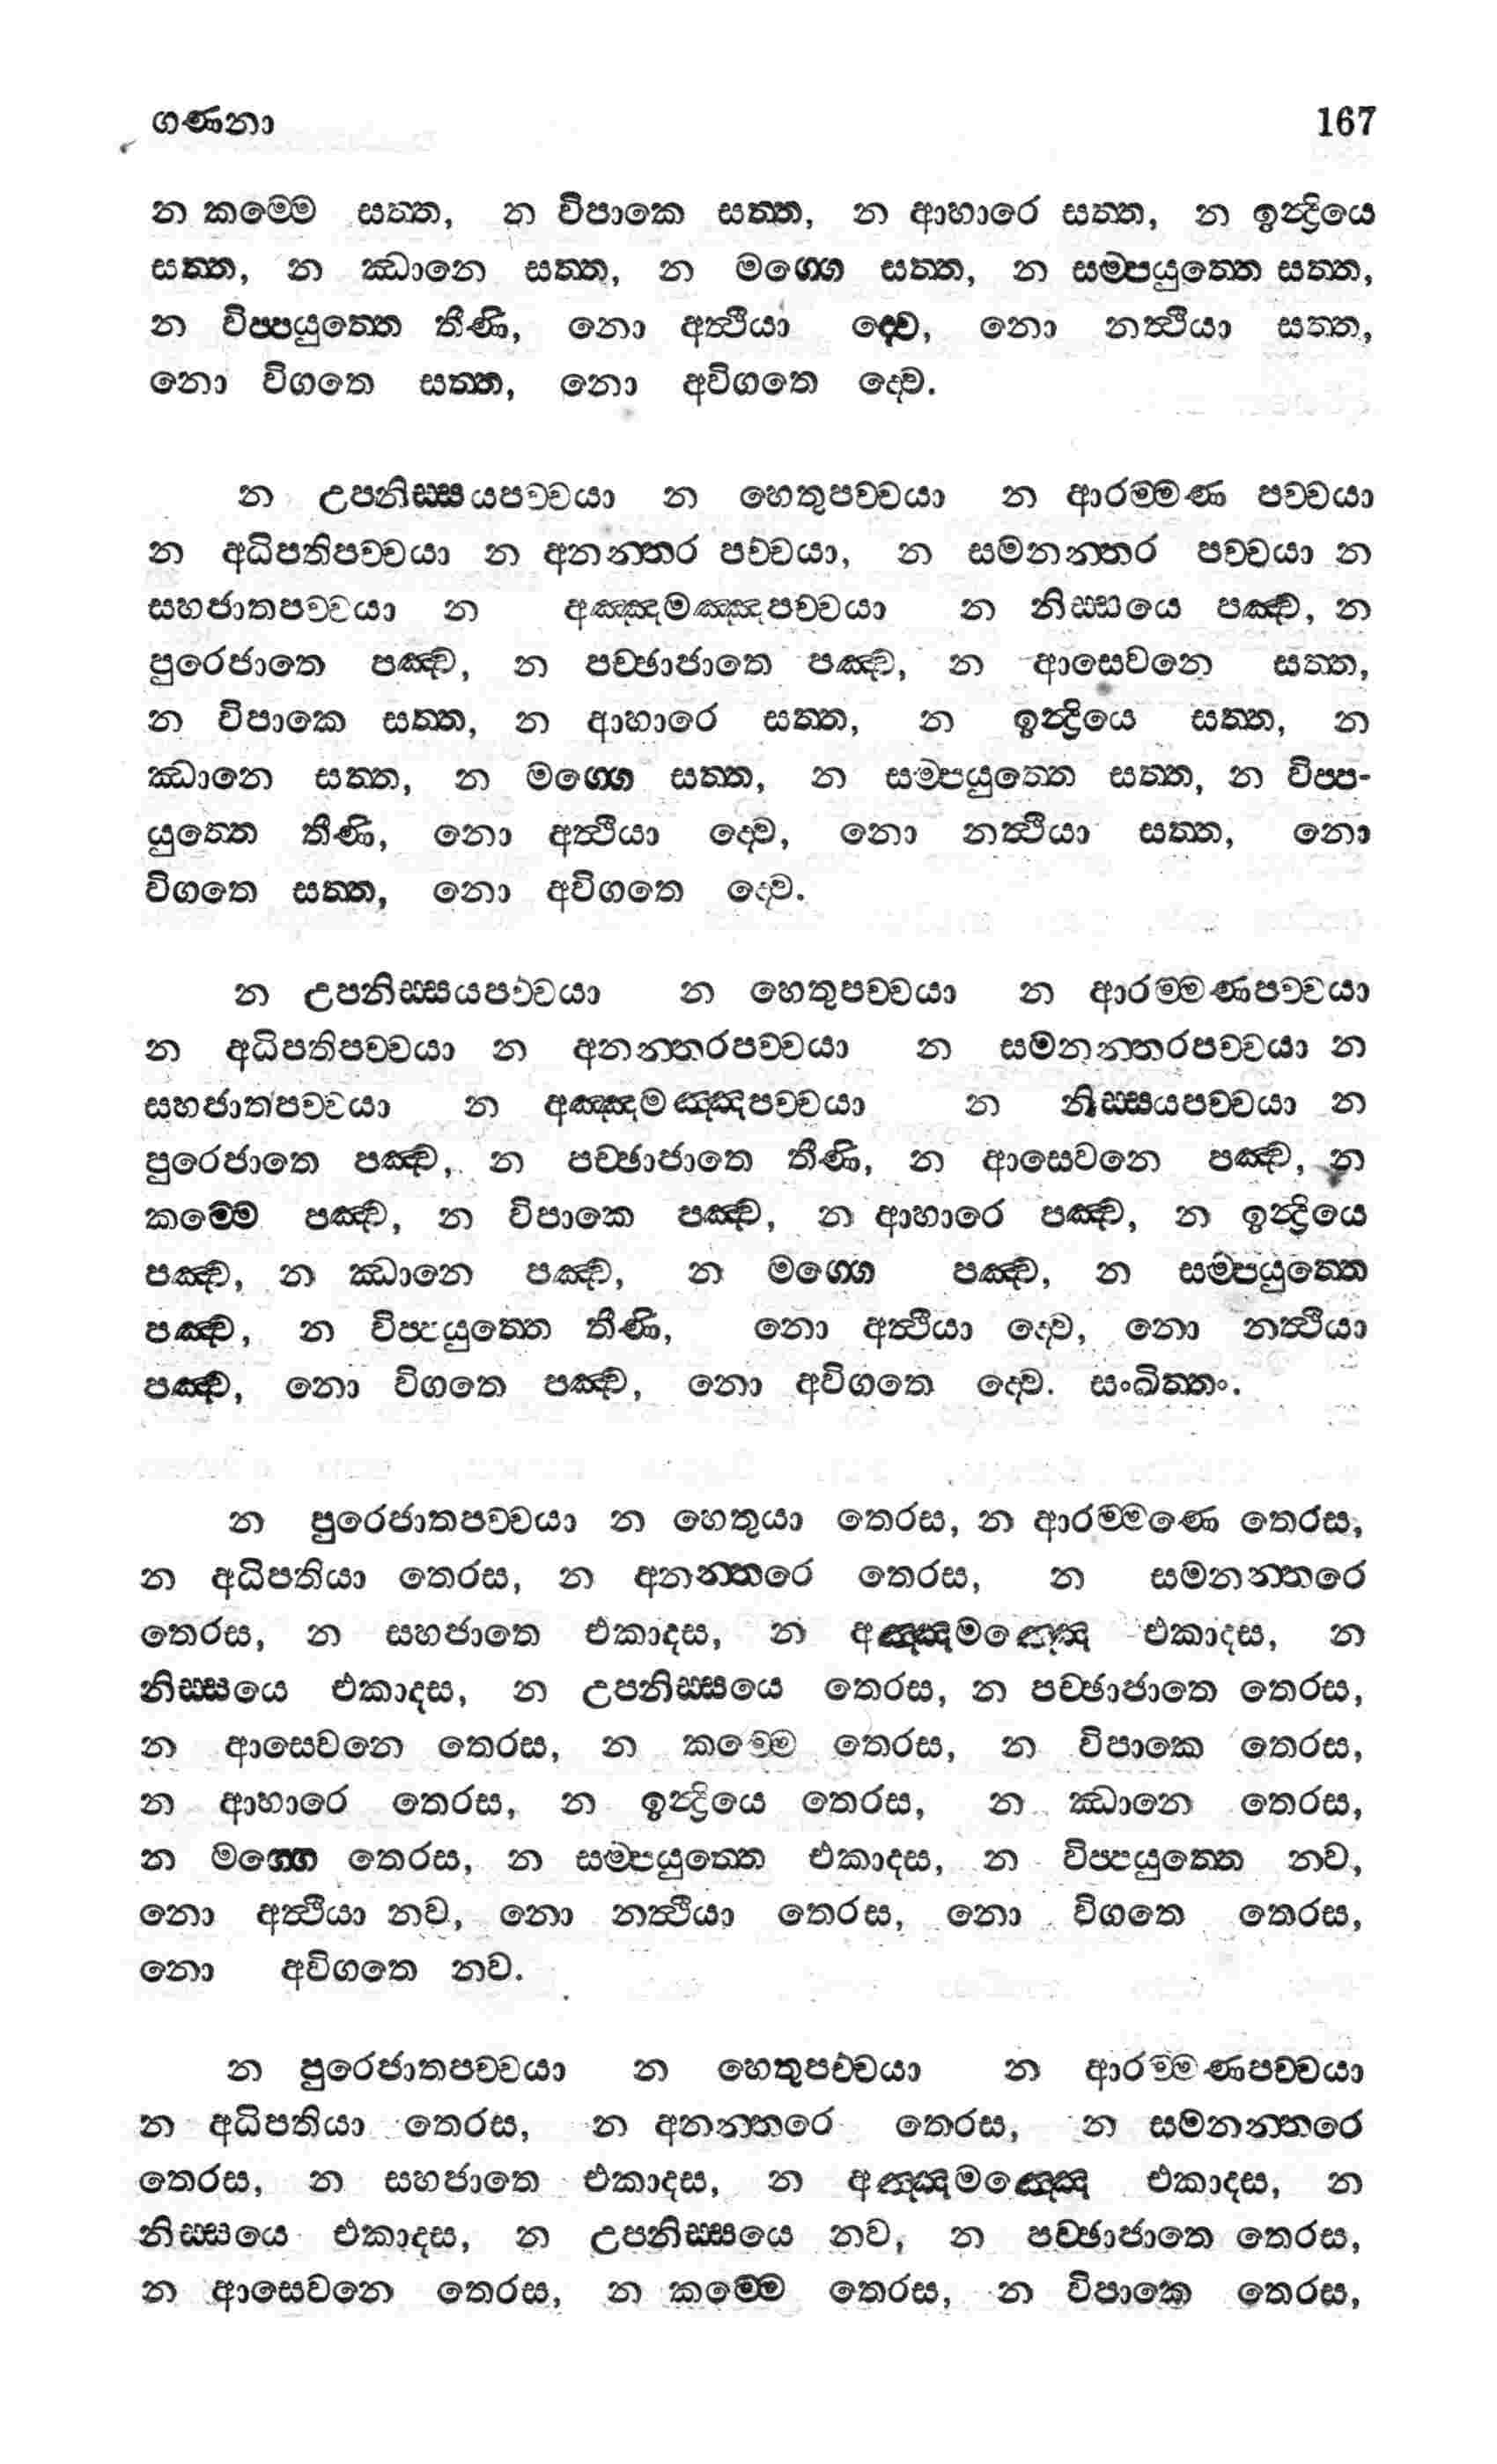 ගණනා 167
න කම්මෙ සත්ත, න විපාකෙ සත්ත, න ආහාරෙ සත්ත, න ඉන්ද්‍රියෙ
සත්ත, න ඣානෙ සත්ත, න මග්ගෙ සත්ත, න සම්පයුත්තෙ සත්ත,
න විප්පයුත්තෙ තීණි, නො අත්ථියා ද්වෙ, නො නත්ථියා සත්ත,
නො විගතෙ සත්ත, නො අවිගතෙ ද්වෙ.
න උපනිස්සයපච්චයා න හෙතුපච්චයා න ආරම්මණ පච්චයා
න අධිපතිපච්චයා න අනන්තර පච්චයා, න සමනන්තර පච්චයා න
සහජාතපච්චයා න අඤ්ඤමඤ්ඤපච්චයා න නිස්සයෙ පඤ්ච, න
පුරෙජාතෙ පඤ්ච, න පච්ඡාජාතෙ පඤ්ච, න ආසෙවනෙ සත්ත,
න විපාකෙ සත්ත, න ආහාරෙ සත්ත, න ඉන්ද්‍රියෙ සත්ත, න
ඣානෙ සත්ත, න මග්ගෙ සත්ත, න සම්පයුත්තෙ සත්ත, න විප්ප-
යුත්තෙ තීණි, නො අත්ථියා ද්වෙ, නො නත්ථියා සත්ත, නො
විගතෙ සත්ත, නො අවිගතෙ ද්වෙ.
න උපනිස්සයපච්චයා න හෙතුපච්චයා න ආරම්මණපච්චයා
න අධිපතිපච්චයා න අනන්තරපච්චයා න සමනන්තරපච්චයා න
සහජාතපච්චයා න අඤ්ඤමඤ්ඤපච්චයා න නිස්සයපච්චයා න
පුරෙජාතෙ පඤ්ච, න පච්ඡාජාතෙ තීණි, න ආසෙවනෙ පඤ්ච, න
කම්මෙ පඤ්ච, න විපාකෙ පඤ්ච, න ආහාරෙ පඤ්ච, න ඉන්ද්‍රියෙ
පඤ්ච, න ඣානෙ පඤ්ච, න මග්ගෙ පඤ්ච, න සම්පයුත්තෙ
පඤ්ච, න විප්පයුත්තෙ තීණි, නො අත්ථියා ද්වෙ, නො නත්ථියා
පඤ්ච, නො විගතෙ පඤ්ච, නො අවිගතෙ ද්වෙ. සංඛිත්තං.
න පුරෙජාතපච්චයා න හෙතුයා තෙරස, න ආරම්මණෙ තෙරස,
න අධිපතියා තෙරස, න අනන්තරෙ තෙරස, න සමනන්තරෙ
තෙරස, න සහජාතෙ එකාදස, න අඤ්ඤමඤ්ඤෙ එකාදස, න
නිස්සයෙ එකාදස, න උපනිස්සයෙ තෙරස, න පච්ඡාජාතෙ තෙරස,
න ආසෙවනෙ තෙරස, න කම්මෙ තෙරස, න විපාකෙ තෙරස,
න ආහාරෙ තෙරස, න ඉන්ද්‍රියෙ තෙරස, න ඣානෙ තෙරස,
න මග්ගෙ තෙරස, න සම්පයුත්තෙ එකාදස, න විප්පයුත්තෙ නව,
නො අත්ථියා නව, නො නත්ථියා තෙරස, නො විගතෙ තෙරස,
නො අවිගතෙ නව.
න පුරෙජාතපච්චයා න හෙතුපච්චයා න ආරම්මණපච්චයා
න අධිපතියා තෙරස, න අනන්තරෙ තෙරස, න සමනන්තරෙ
තෙරස, න සහජාතෙ එකාදස, න අඤ්ඤමඤ්ඤෙ එකාදස, න
නිස්සයෙ එකාදස, න උපනිස්සයෙ නව, න පච්ඡාජාතෙ තෙරස,
න ආසෙවනෙ තෙරස, න කම්මෙ තෙරස, න විපාකෙ තෙරස,